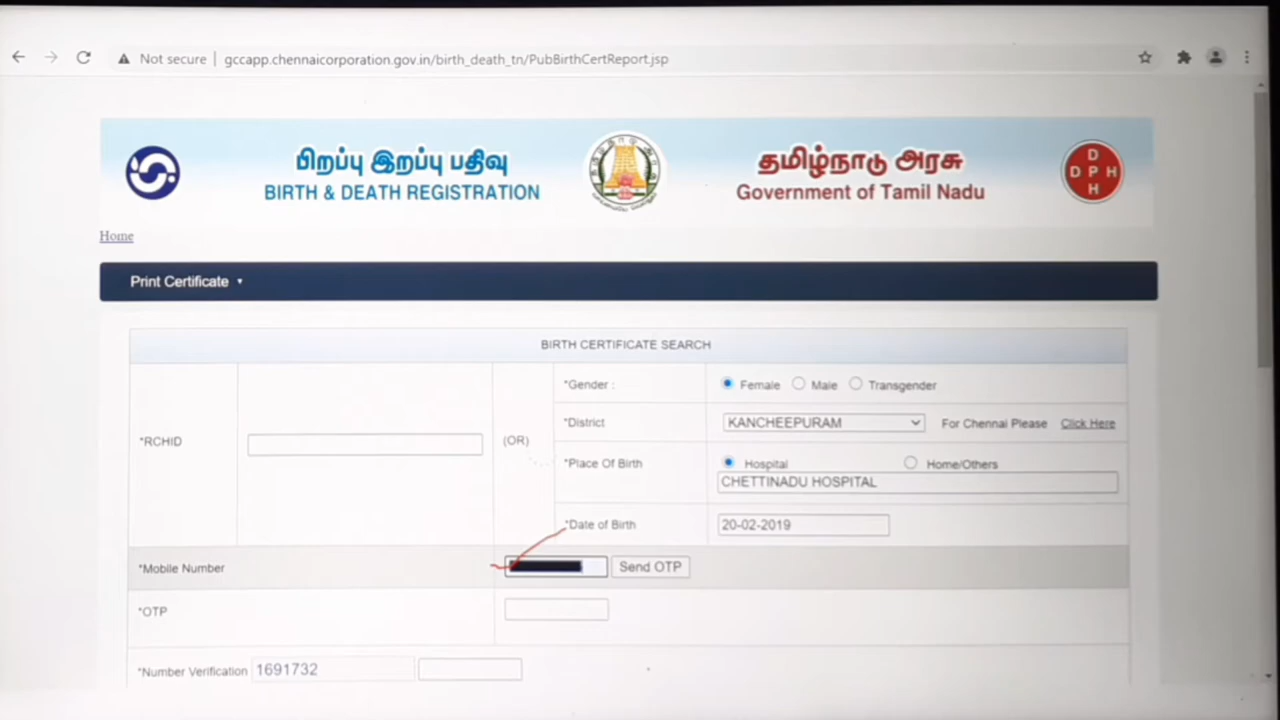 Not secure | gccapp.chennaicorporation.gov.in/birth_death_tn/PubBirthCertReport.jsp
பிறப்பு இறப்பு பதிவு
BIRTH & DEATH REGISTRATION
தமிழ்நாடு அரசு
Government of Tamil Nadu
D
D P H
H
Home
Print Certificate
BIRTH CERTIFICATE SEARCH
*RCHID
(OR)
*Gender : Female Male Transgender
*District KANCHEEPURAM For Chennai Please Click Here
*Place Of Birth Hospital Home/Others
CHETTINADU HOSPITAL
*Date of Birth 20-02-2019
*Mobile Number Send OTP
*OTP
*Number Verification 1691732